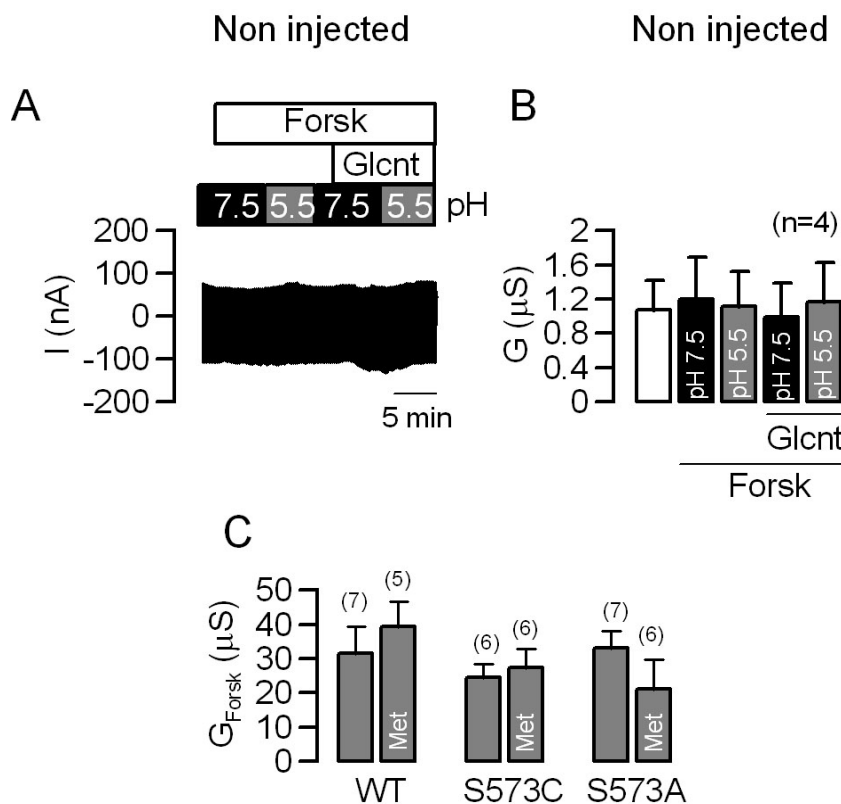 Non injected
Non injected
A
Forsk
Glcnt
7.5 5.5 7.5 5.5 pH
200
100
0
-100
-200
I (nA)
5 min
B
(n=4)
2
1.6
1.2
0.8
0.4
0
G (µS)
pH 7.5
pH 5.5
pH 7.5
pH 5.5
Glcnt
Forsk
C
50
40
30
20
10
0
GForsk (µS)
(7) (5) (6) (6) (7) (6)
Met Met Met
WT S573C S573A